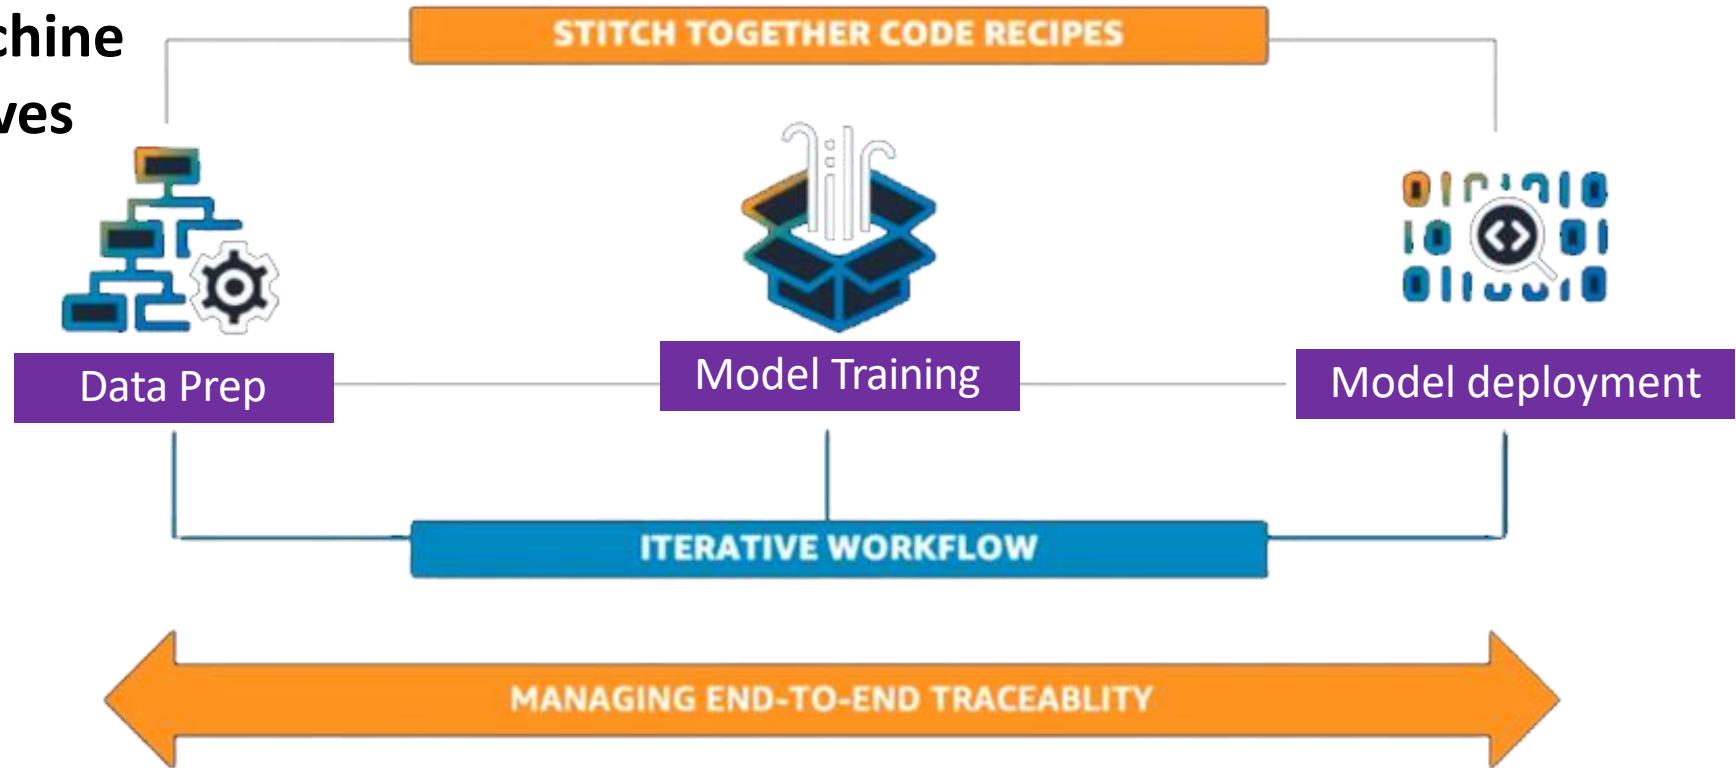 chine
ves
STITCH TOGETHER CODE RECIPES
Data Prep
Model Training
Model deployment
ITERATIVE WORKFLOW
MANAGING END-TO-END TRACEABLITY